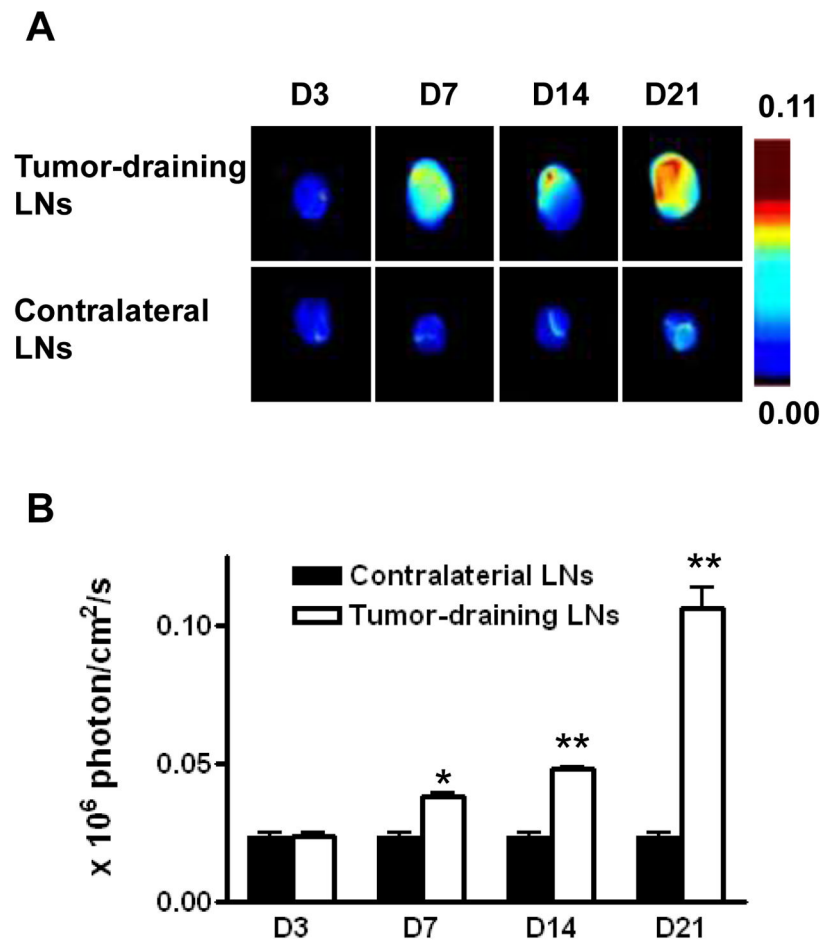 A
D3 D7 D14 D21
0.11
Tumor-draining
LNs
Contralateral
LNs
0.00
B
x 10⁶ photon/cm²/s
Contralaterial LNs
Tumor-draining LNs
**
0.10
**
*
0.05
0.00
D3 D7 D14 D21